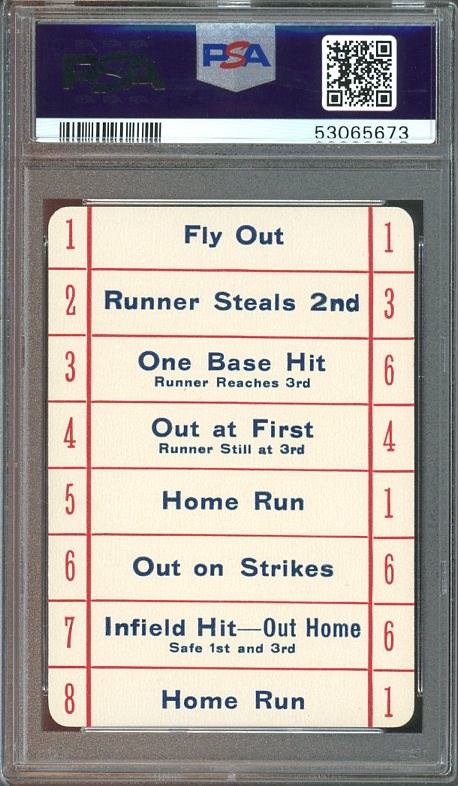 PSA
PSA
53065673
1 Fly Out 1
2 Runner Steals 2nd 3
3 One Base Hit 6
Runner Reaches 3rd
4 Out at First 4
Runner Still at 3rd
5 Home Run 1
6 Out on Strikes 6
7 Infield Hit—Out Home 6
Safe 1st and 3rd
8 Home Run 1